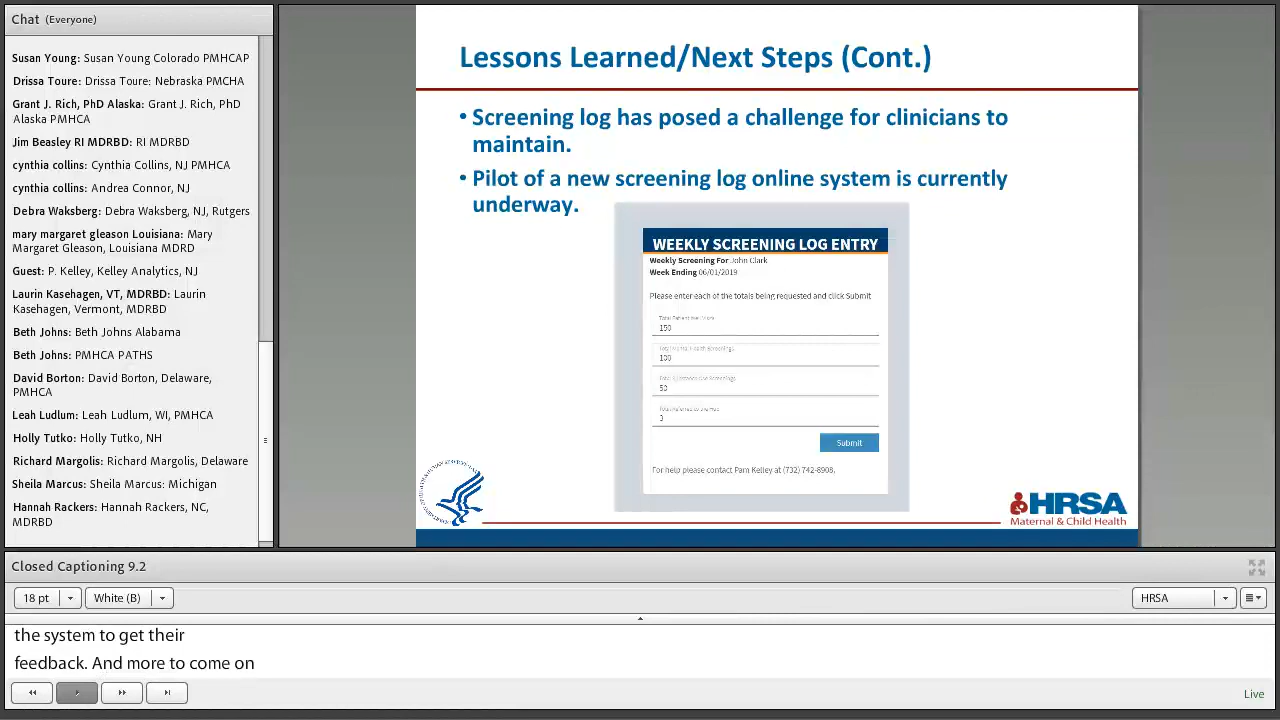 Chat (Everyone)
Susan Young: Susan Young Colorado PMHCAP
Drissa Toure: Drissa Toure: Nebraska PMCHA
Grant J. Rich, PhD Alaska: Grant J. Rich, PhD
Alaska PMHCA
Jim Beasley RI MDRBD: RI MDRBD
cynthia collins: Cynthia Collins, NJ PMHCA
cynthia collins: Andrea Connor, NJ
Debra Waksberg: Debra Waksberg, NJ, Rutgers
mary margaret gleason Louisiana: Mary
Margaret Gleason, Louisiana MDRD
Guest: P. Kelley, Kelley Analytics, NJ
Laurin Kasehagen, VT, MDRBD: Laurin
Kasehagen, Vermont, MDRBD
Beth Johns: Beth Johns Alabama
Beth Johns: PMHCA PATHS
David Borton: David Borton, Delaware,
PMHCA
Leah Ludlum: Leah Ludlum, WI, PMHCA
Holly Tutko: Holly Tutko, NH
Richard Margolis: Richard Margolis, Delaware
Sheila Marcus: Sheila Marcus: Michigan
Hannah Rackers: Hannah Rackers, NC,
MDRBD
Lessons Learned/Next Steps (Cont.)
• Screening log has posed a challenge for clinicians to
maintain.
• Pilot of a new screening log online system is currently
underway.
WEEKLY SCREENING LOG ENTRY
Weekly Screening For John Clark
Week Ending 06/01/2019
Please enter each of the totals being requested and click Submit
150
Total Mental Health Screenings
100
Total Substance Use Screenings
50
3
Submit
For help please contact Pam Kelley at (732) 742-8908.
HRSA
Maternal & Child Health
Closed Captioning 9.2
18 pt
White (B)
HRSA
the system to get their
feedback. And more to come on
Live